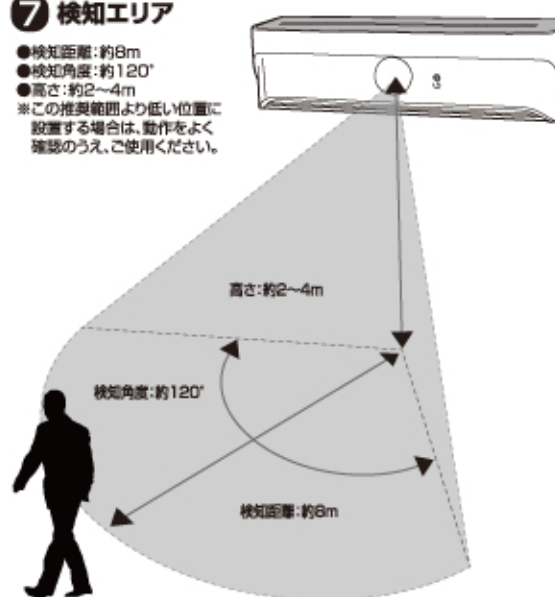 7 検知エリア
●検知距離:約8m
●検知角度:約120°
●高さ:約2〜4m
※この推奨範囲より低い位置に
設置する場合は、動作をよく
確認のうえ、ご使用ください。
高さ:約2〜4m
検知角度:約120°
検知距離:約8m